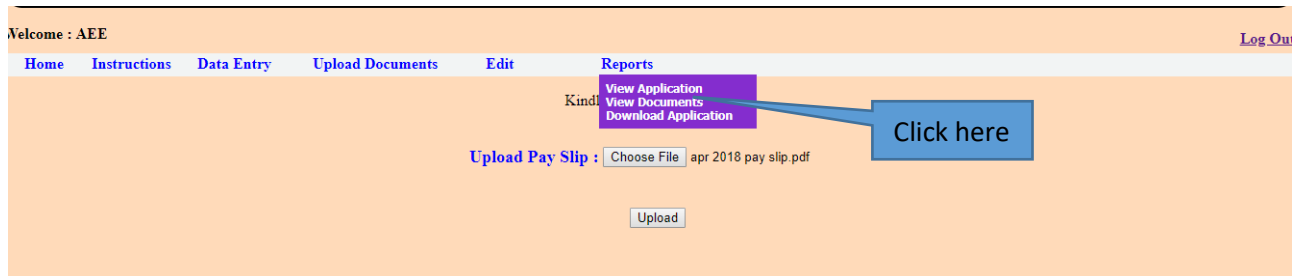 Welcome : AEE
Log Out
Home Instructions Data Entry Upload Documents Edit Reports
View Application
View Documents
Download Application
Click here
Upload Pay Slip : Choose File apr 2018 pay slip.pdf
Upload